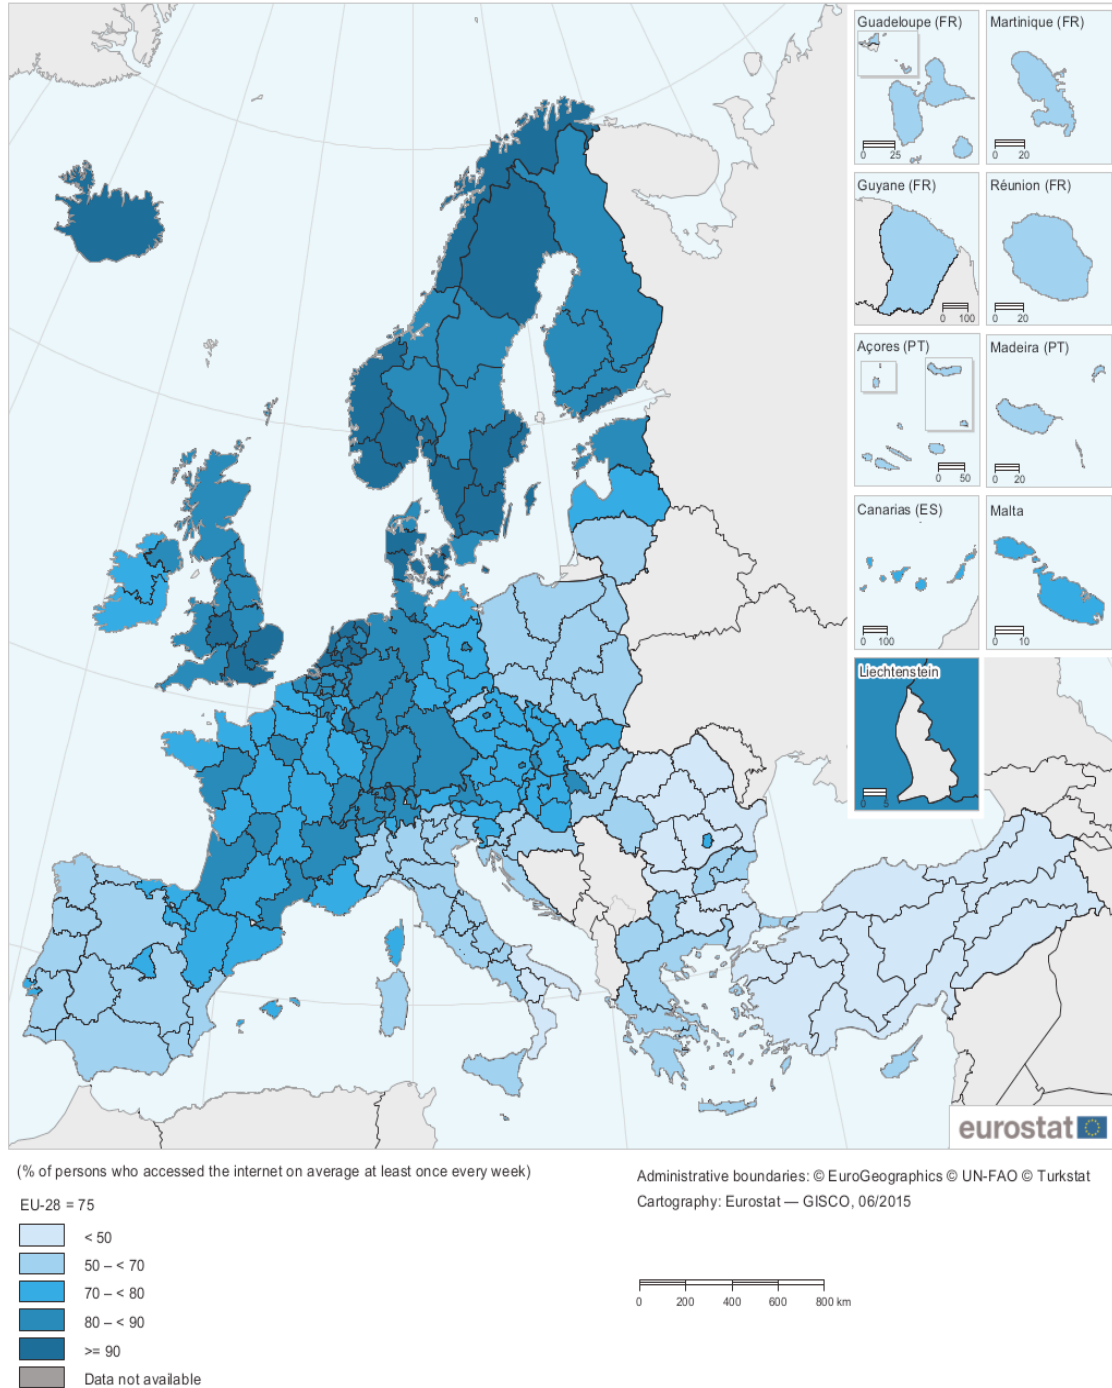 Guadeloupe (FR)
0 25
Martinique (FR)
0 20
Guyane (FR)
0 100
Réunion (FR)
0 20
Açores (PT)
0 50
Madeira (PT)
0 20
Canarias (ES)
0 100
Malta
0 10
Liechtenstein
0 5
eurostat
(% of persons who accessed the internet on average at least once every week)
EU-28 = 75
< 50
50 – < 70
70 – < 80
80 – < 90
>= 90
Data not available
Administrative boundaries: © EuroGeographics © UN-FAO © Turkstat
Cartography: Eurostat — GISCO, 06/2015
0 200 400 600 800 km